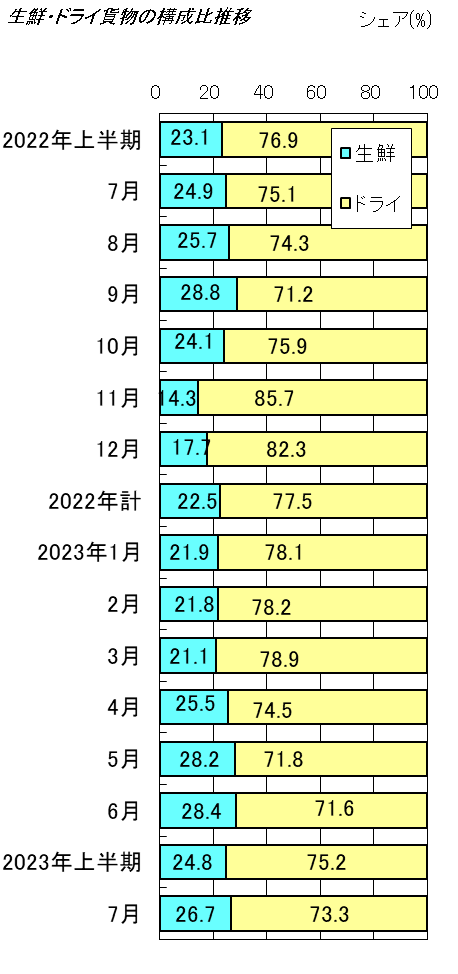 生鮮・ドライ貨物の構成比推移 シェア(%)
0 20 40 60 80 100
2022年上半期 23.1 76.9
生鮮
7月 24.9 75.1
ドライ
8月 25.7 74.3
9月 28.8 71.2
10月 24.1 75.9
11月 14.3 85.7
12月 17.7 82.3
2022年計 22.5 77.5
2023年1月 21.9 78.1
2月 21.8 78.2
3月 21.1 78.9
4月 25.5 74.5
5月 28.2 71.8
6月 28.4 71.6
2023年上半期 24.8 75.2
7月 26.7 73.3